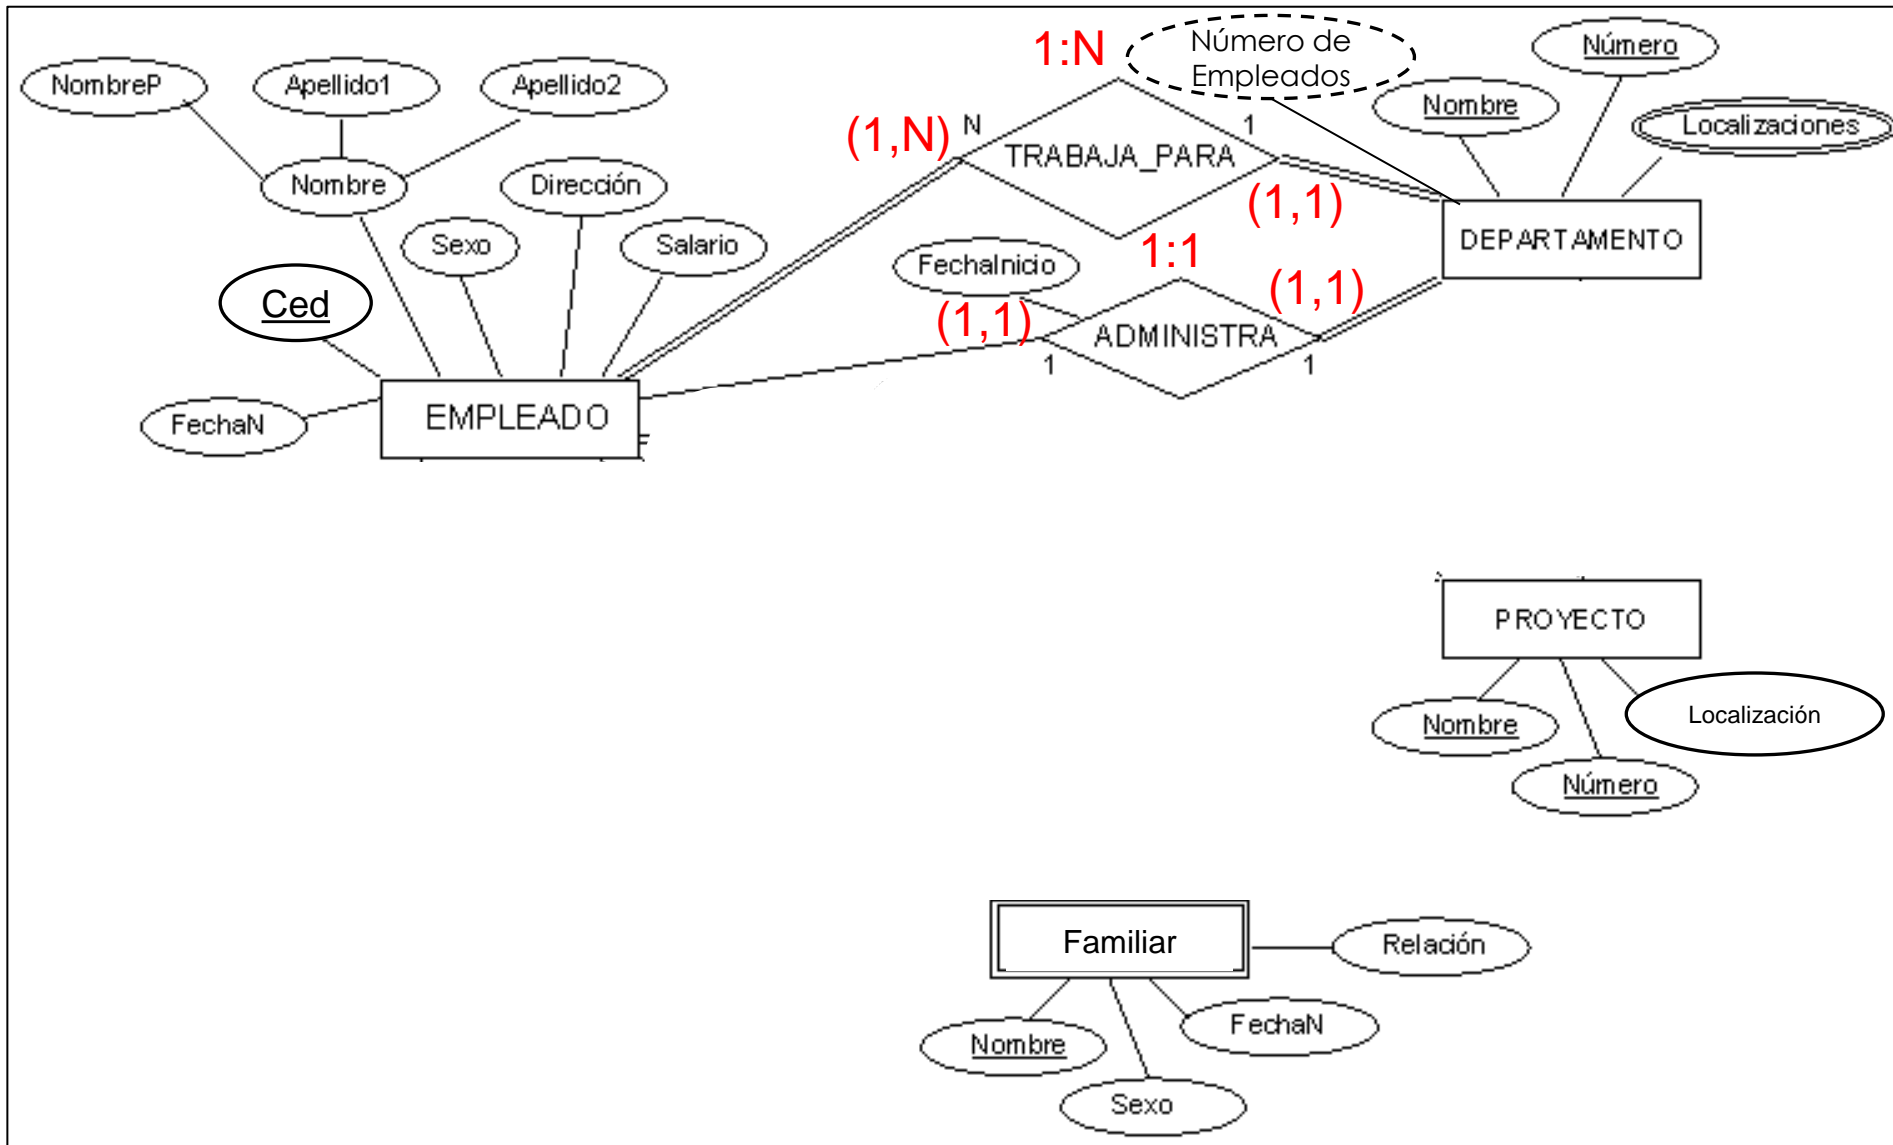 1:N
Número de
Empleados
Número
NombreP
Apellido1
Apellido2
Nombre
Localizaciones
(1,N)
N
1
TRABAJA_PARA
Nombre
Dirección
(1,1)
Sexo
Salario
DEPARTAMENTO
FechaInicio
1:1
Ced
(1,1)
(1,1)
ADMINISTRA
1
1
EMPLEADO
FechaN
PROYECTO
Nombre
Localización
Número
Familiar
Relación
Nombre
FechaN
Sexo